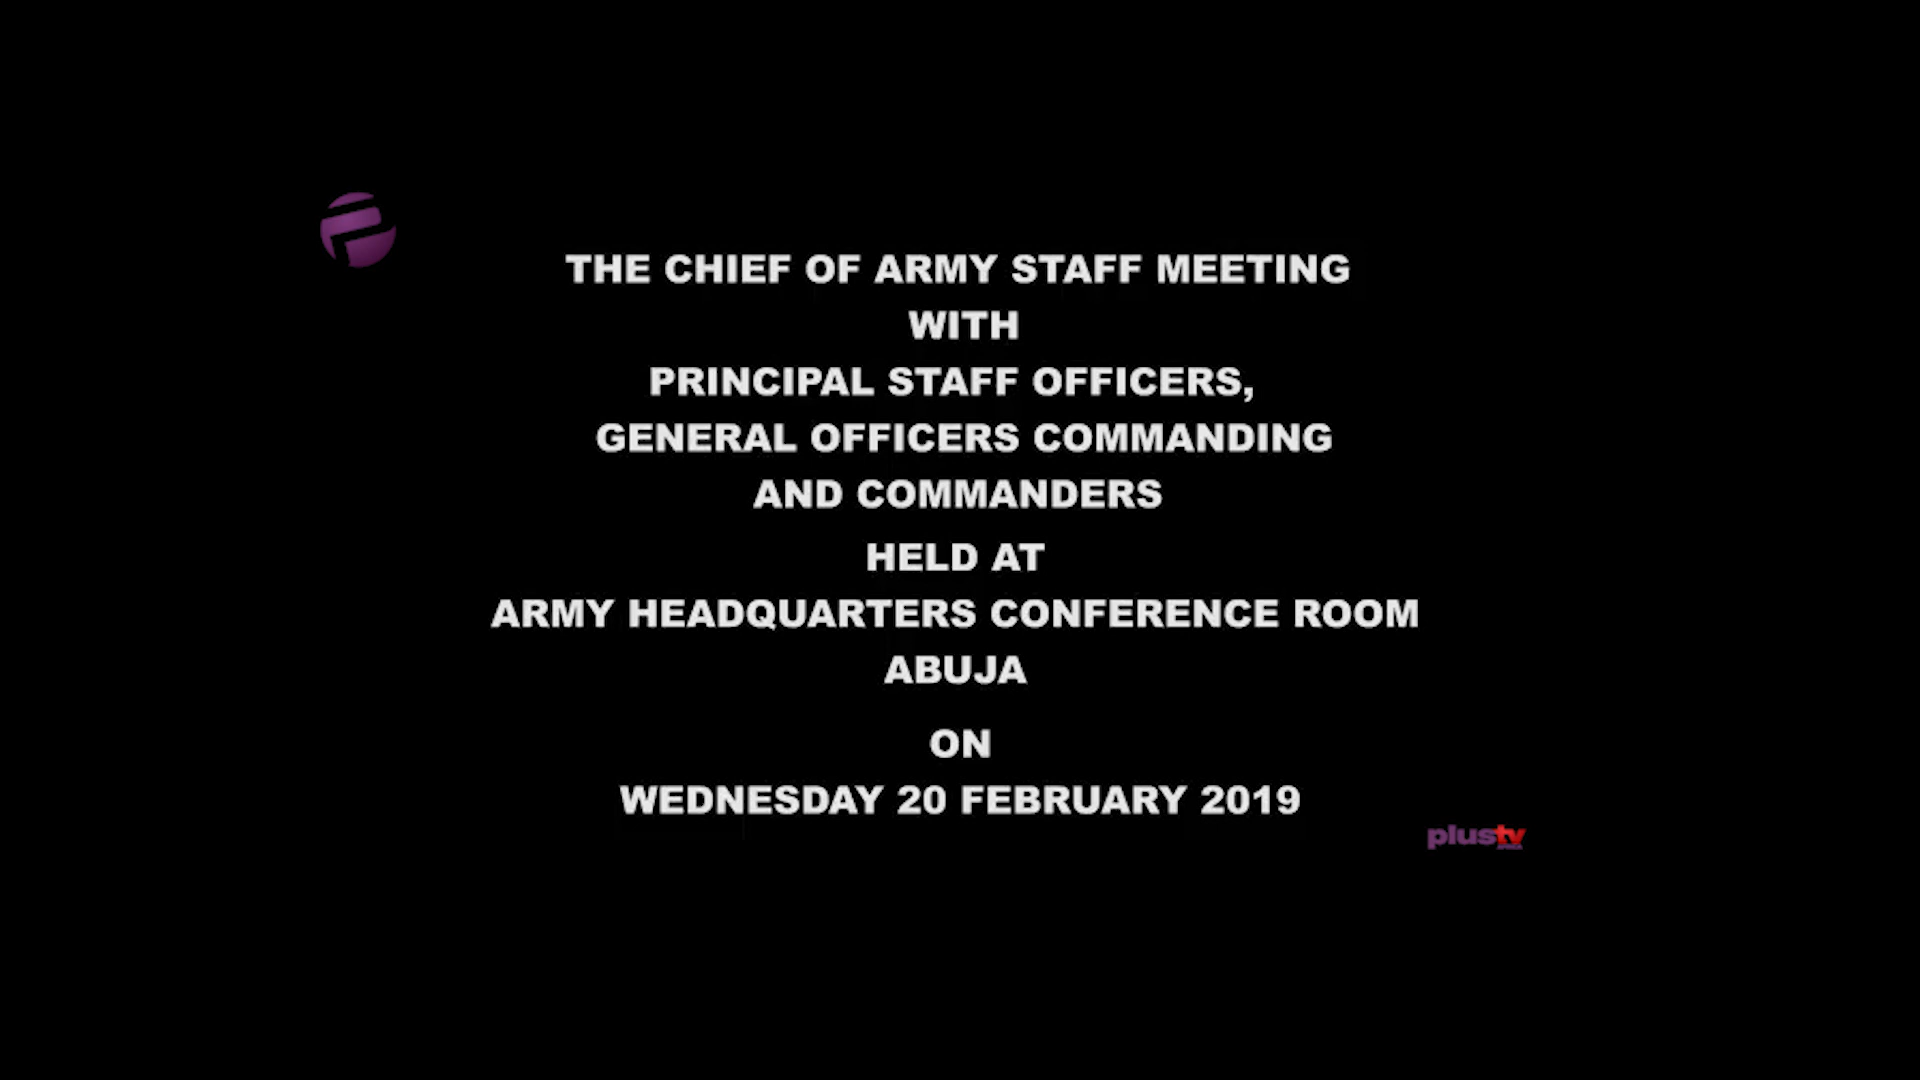 THE CHIEF OF ARMY STAFF MEETING
WITH
PRINCIPAL STAFF OFFICERS,
GENERAL OFFICERS COMMANDING
AND COMMANDERS
HELD AT
ARMY HEADQUARTERS CONFERENCE ROOM
ABUJA
ON
WEDNESDAY 20 FEBRUARY 2019
plustv